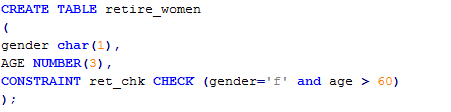 CREATE TABLE retire_women
(
gender char(1),
AGE NUMBER(3),
CONSTRAINT ret_chk CHECK (gender='f' and age > 60)
);